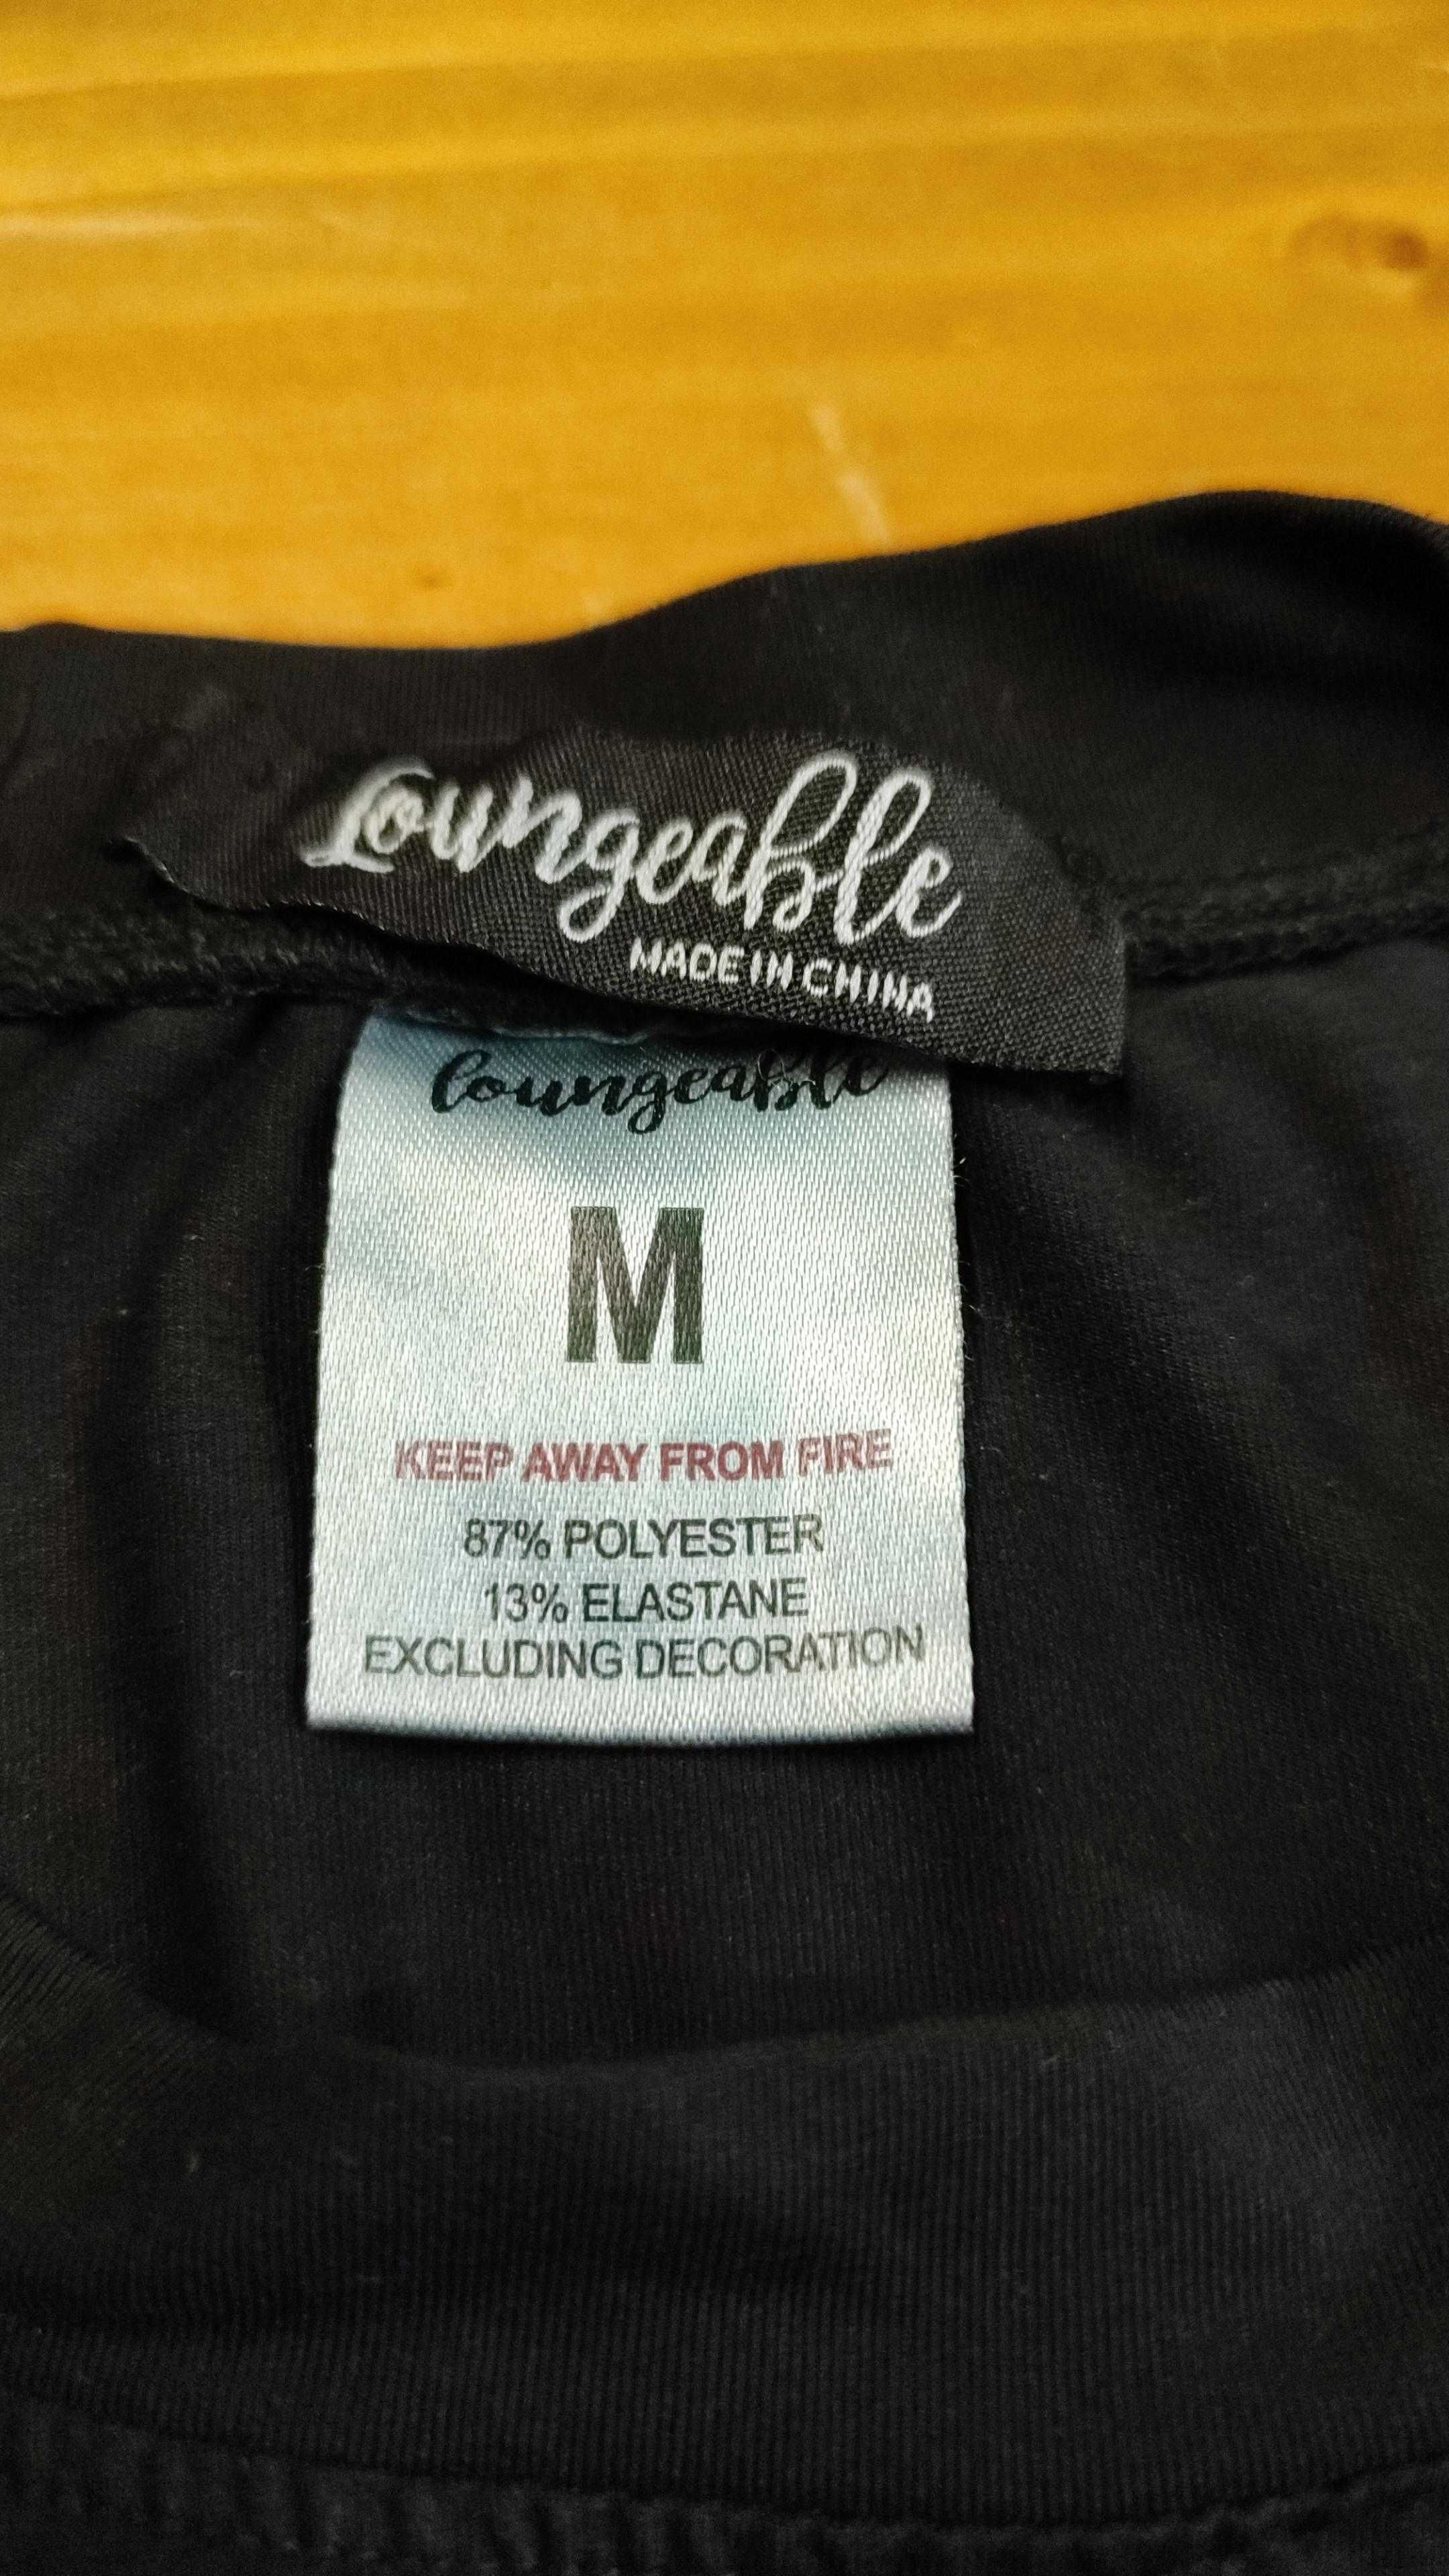 Loungeable
MADE IN CHINA
loungeable
M
KEEP AWAY FROM FIRE
87% POLYESTER
13% ELASTANE
EXCLUDING DECORATION